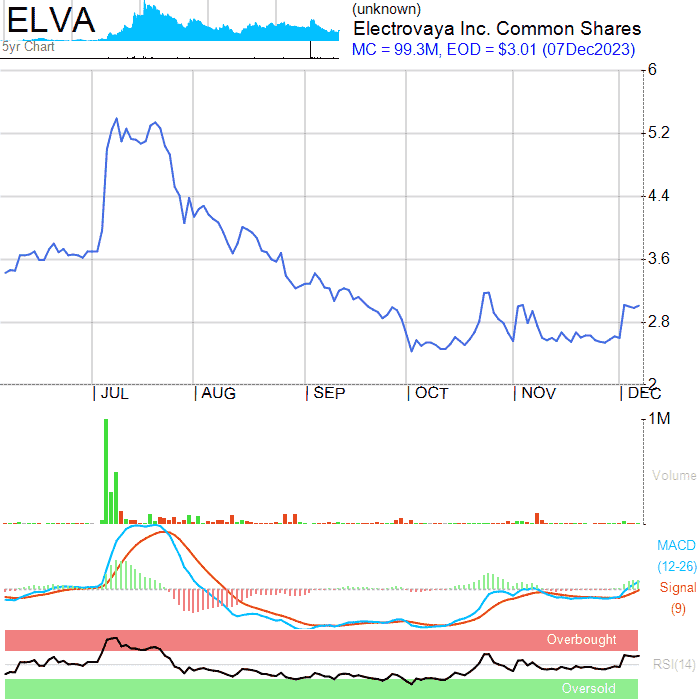 ELVA
5yr Chart
(unknown)
Electrovaya Inc. Common Shares
MC = 99.3M, EOD = $3.01 (07Dec2023)
6
5.2
4.4
3.6
2.8
2
JUL AUG SEP OCT NOV DEC
1M
Volume
MACD
(12-26)
Signal
(9)
Overbought
RSI(14)
Oversold